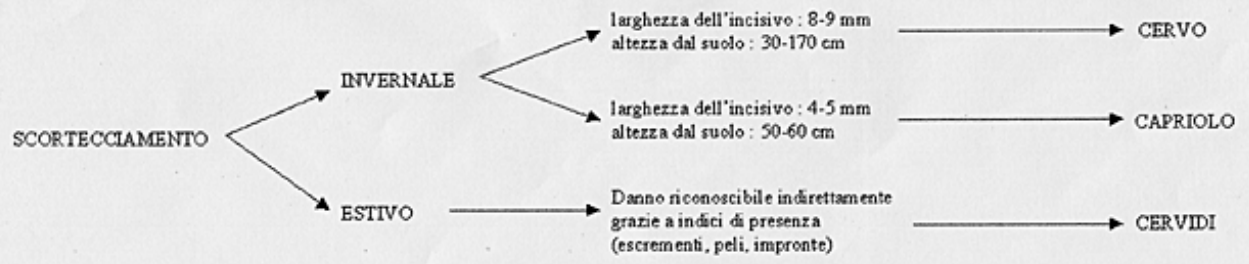 larghezza dell'incisivo : 8-9 mm
altezza dal suolo : 30-170 cm
CERVO
INVERNALE
larghezza dell'incisivo : 4-5 mm
altezza dal suolo : 50-60 cm
CAPRIOLO
SCORTECCIAMENTO
ESTIVO
Danno riconoscibile indirettamente
grazie a indici di presenza
(escrementi, peli, impronte)
CERVIDI